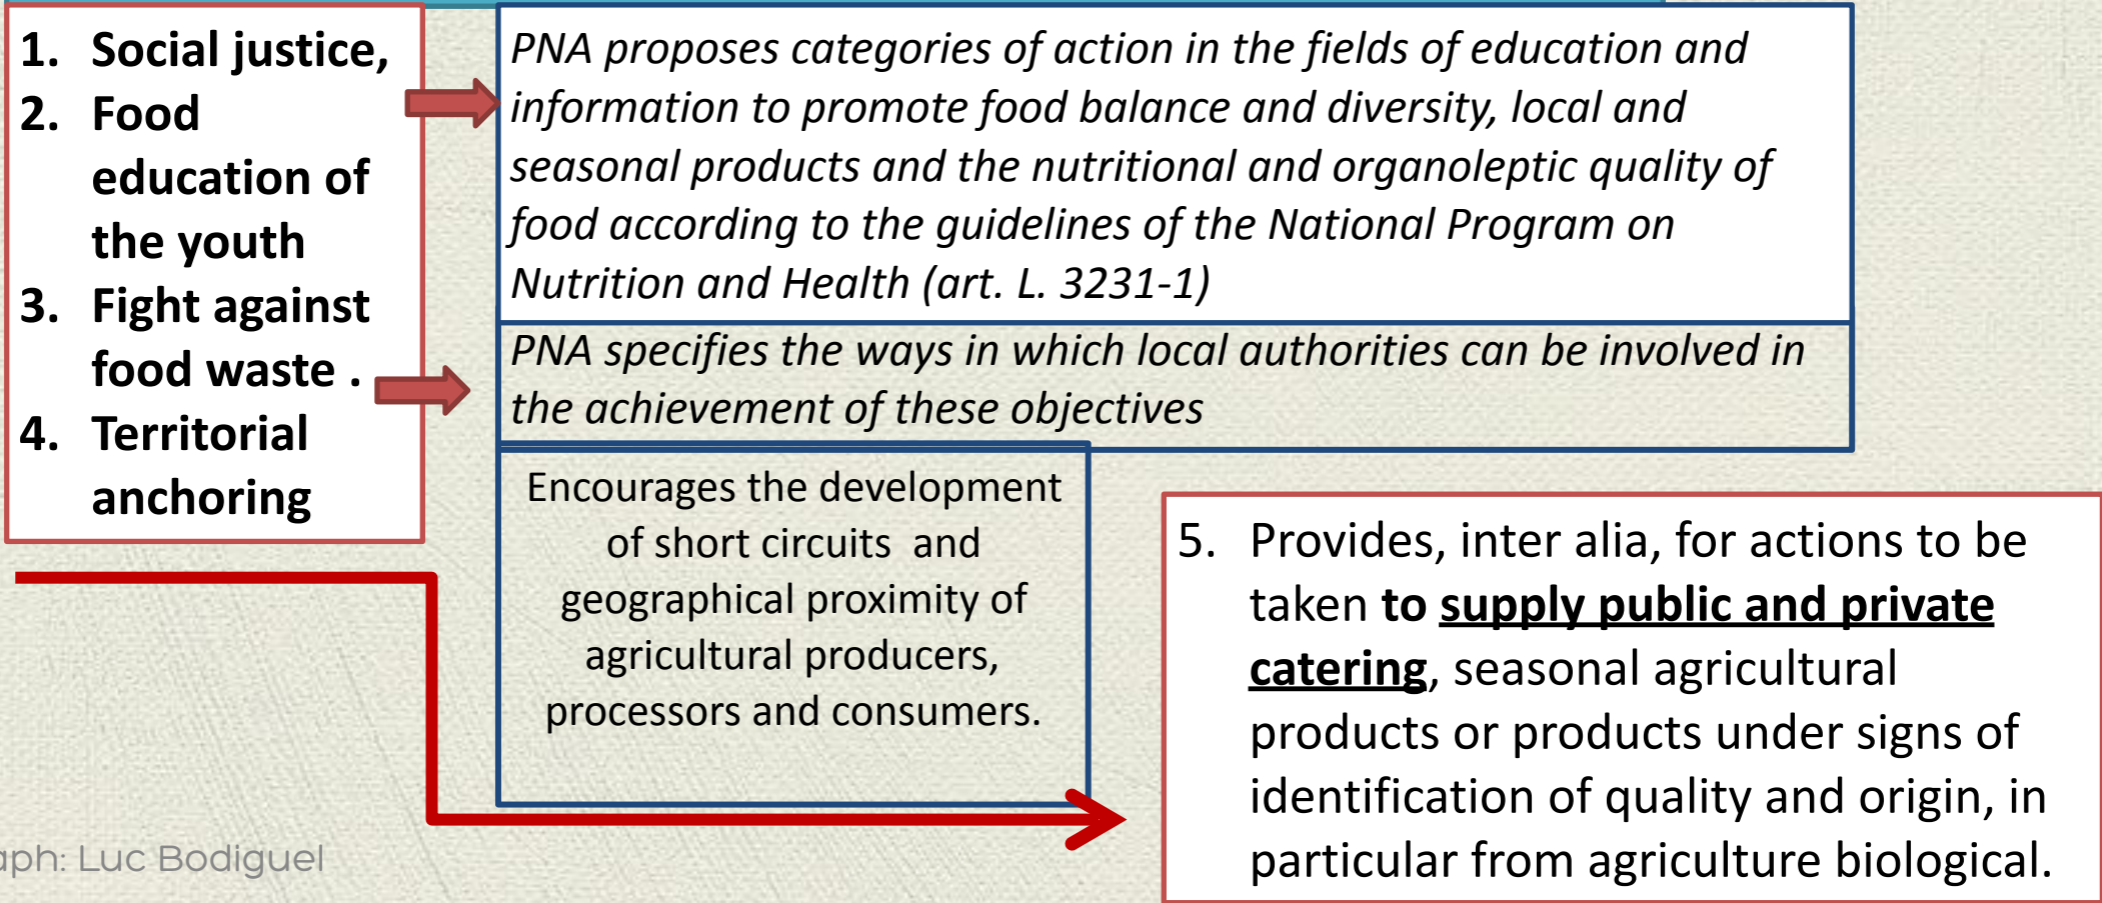 1. Social justice,
2. Food
education of
the youth
3. Fight against
food waste .
4. Territorial
anchoring
PNA proposes categories of action in the fields of education and
information to promote food balance and diversity, local and
seasonal products and the nutritional and organoleptic quality of
food according to the guidelines of the National Program on
Nutrition and Health (art. L. 3231-1)
PNA specifies the ways in which local authorities can be involved in
the achievement of these objectives
Encourages the development
of short circuits and
geographical proximity of
agricultural producers,
processors and consumers.
5. Provides, inter alia, for actions to be
taken to supply public and private
catering, seasonal agricultural
products or products under signs of
identification of quality and origin, in
particular from agriculture biological.
aph: Luc Bodiguel